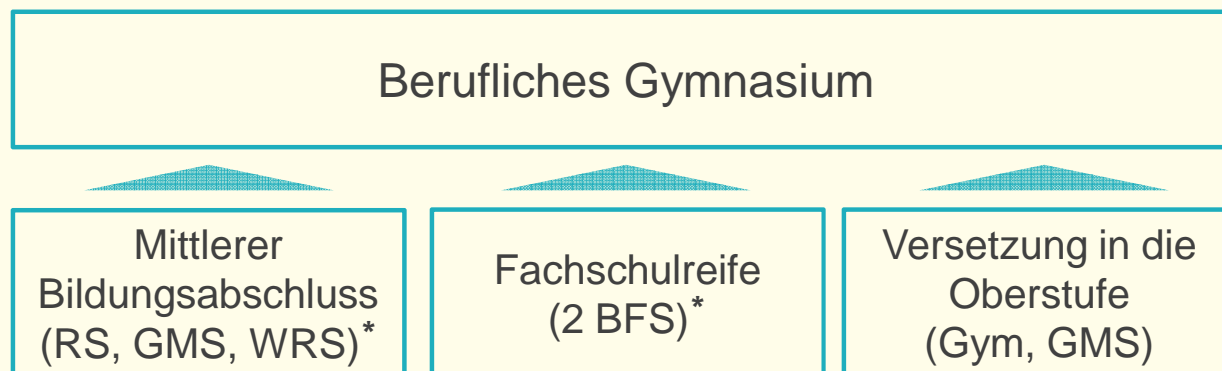 Berufliches Gymnasium
Mittlerer
Bildungsabschluss
(RS, GMS, WRS)*
Fachschulreife
(2 BFS)*
Versetzung in die
Oberstufe
(Gym, GMS)